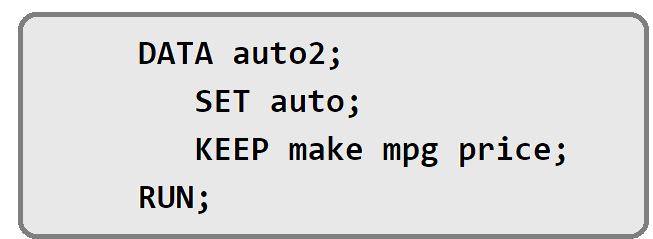 DATA auto2;
SET auto;
KEEP make mpg price;
RUN;